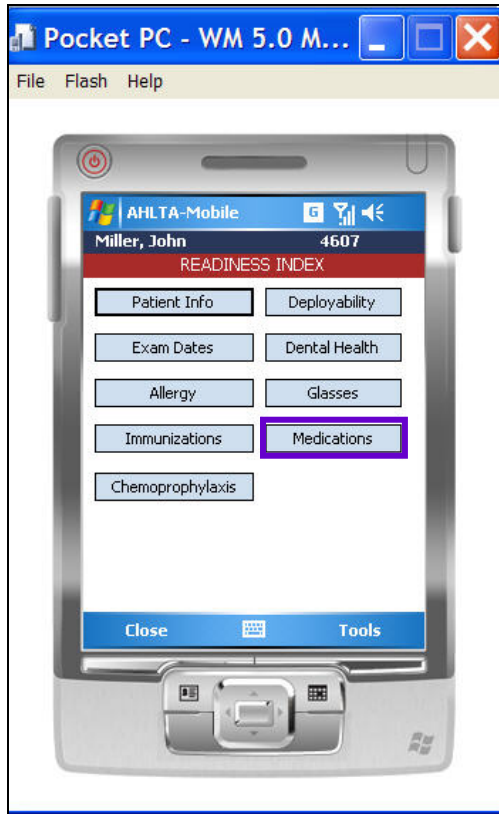 Pocket PC - WM 5.0 M...
File Flash Help
AHLTA-Mobile G
Miller, John 4607
READINESS INDEX
Patient Info Deployability
Exam Dates Dental Health
Allergy Glasses
Immunizations Medications
Chemoprophylaxis
Close Tools